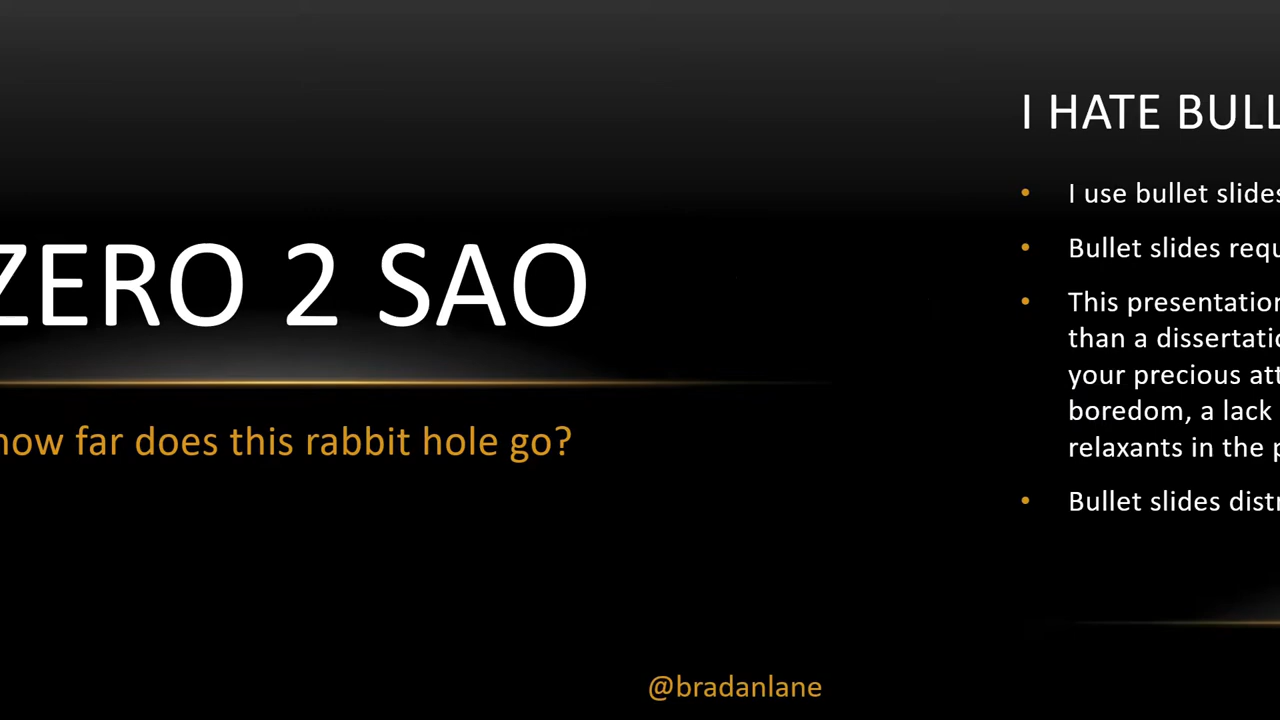 ZERO 2 SAO
how far does this rabbit hole go?
@bradanlane
I HATE BULL
• I use bullet slides
• Bullet slides requ
• This presentation
than a dissertatio
your precious att
boredom, a lack
relaxants in the p
• Bullet slides distr